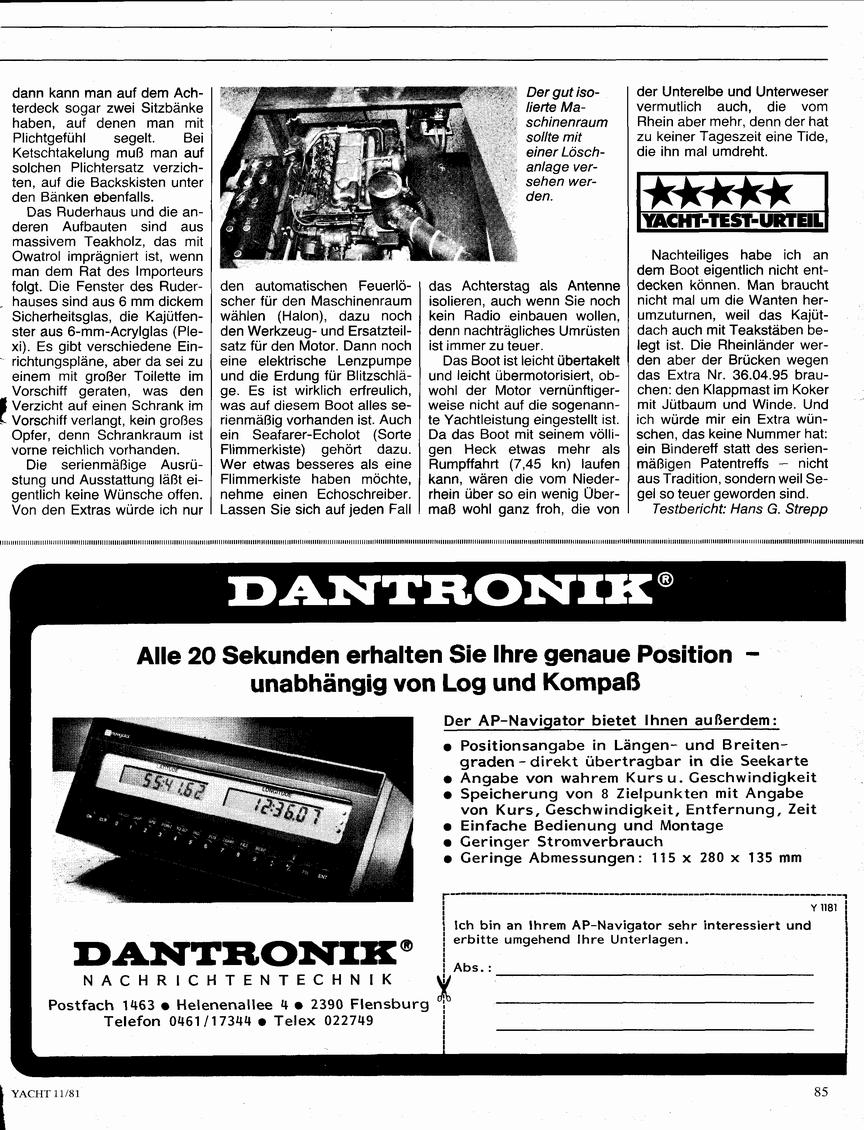 dann kann man auf dem Ach-
terdeck sogar zwei Sitzbänke
haben, auf denen man mit
Plichtgefühl segelt. Bei
Ketschtakelung muß man auf
solchen Plichtersatz verzich-
ten, auf die Backskisten unter
den Bänken ebenfalls.
Das Ruderhaus und die an-
deren Aufbauten sind aus
massivem Teakholz, das mit
Owatrol imprägniert ist, wenn
man dem Rat des Importeurs
folgt. Die Fenster des Ruder-
hauses sind aus 6 mm dickem
Sicherheitsglas, die Kajütfen-
ster aus 6-mm-Acrylglas (Ple-
xi). Es gibt verschiedene Ein-
richtungspläne, aber da sei zu
einem mit großer Toilette im
Vorschiff geraten, was den
Verzicht auf einen Schrank im
Vorschiff verlangt, kein großes
Opfer, denn Schrankraum ist
vorne reichlich vorhanden.
Die serienmäßige Ausrü-
stung und Ausstattung läßt ei-
gentlich keine Wünsche offen.
Von den Extras würde ich nur
den automatischen Feuerlö-
scher für den Maschinenraum
wählen (Halon), dazu noch
den Werkzeug- und Ersatzteil-
satz für den Motor. Dann noch
eine elektrische Lenzpumpe
und die Erdung für Blitzschlä-
ge. Es ist wirklich erfreulich,
was auf diesem Boot alles se-
rienmäßig vorhanden ist. Auch
ein Seafarer-Echolot (Sorte
Flimmerkiste) gehört dazu.
Wer etwas besseres als eine
Flimmerkiste haben möchte,
nehme einen Echoschreiber.
Lassen Sie sich auf jeden Fall
das Achterstag als Antenne
isolieren, auch wenn Sie noch
kein Radio einbauen wollen,
denn nachträgliches Umrüsten
ist immer zu teuer.
Das Boot ist leicht übertakelt
und leicht übermotorisiert, ob-
wohl der Motor vernünftiger-
weise nicht auf die sogenann-
te Yachtleistung eingestellt ist.
Da das Boot mit seinem völli-
gen Heck etwas mehr als
Rumpffahrt (7,45 kn) laufen
kann, wären die vom Nieder-
rhein über so ein wenig Über-
maß wohl ganz froh, die von
Der gut iso-
lierte Ma-
schinenraum
sollte mit
einer Lösch-
anlage ver-
sehen wer-
den.
der Unterelbe und Unterweser
vermutlich auch, die vom
Rhein aber mehr, denn der hat
zu keiner Tageszeit eine Tide,
die ihn mal umdreht.
YACHT-TEST-URTEIL
Nachteiliges habe ich an
dem Boot eigentlich nicht ent-
decken können. Man braucht
nicht mal um die Wanten her-
umzuturnen, weil das Kajüt-
dach auch mit Teakstäben be-
legt ist. Die Rheinländer wer-
den aber der Brücken wegen
das Extra Nr. 36.04.95 brau-
chen: den Klappmast im Koker
mit Jütbaum und Winde. Und
ich würde mir ein Extra wün-
schen, das keine Nummer hat:
ein Bindereff statt des serien-
mäßigen Patentreffs – nicht
aus Tradition, sondern weil Se-
gel so teuer geworden sind.
Testbericht: Hans G. Strepp
DANTRONIK®
Alle 20 Sekunden erhalten Sie Ihre genaue Position –
unabhängig von Log und Kompaß
55:41.62
12:36.07
Der AP-Navigator bietet Ihnen außerdem:
● Positionsangabe in Längen- und Breiten-
graden – direkt übertragbar in die Seekarte
● Angabe von wahrem Kurs u. Geschwindigkeit
● Speicherung von 8 Zielpunkten mit Angabe
von Kurs, Geschwindigkeit, Entfernung, Zeit
● Einfache Bedienung und Montage
● Geringer Stromverbrauch
● Geringe Abmessungen: 115 x 280 x 135 mm
DANTRONIK®
NACHRICHTENTECHNIK
Postfach 1463 ● Helenenallee 4 ● 2390 Flensburg
Telefon 0461/17344 ● Telex 022749
Y 1181
Ich bin an Ihrem AP-Navigator sehr interessiert und
erbitte umgehend Ihre Unterlagen.
Abs.:
YACHT 11/81
85